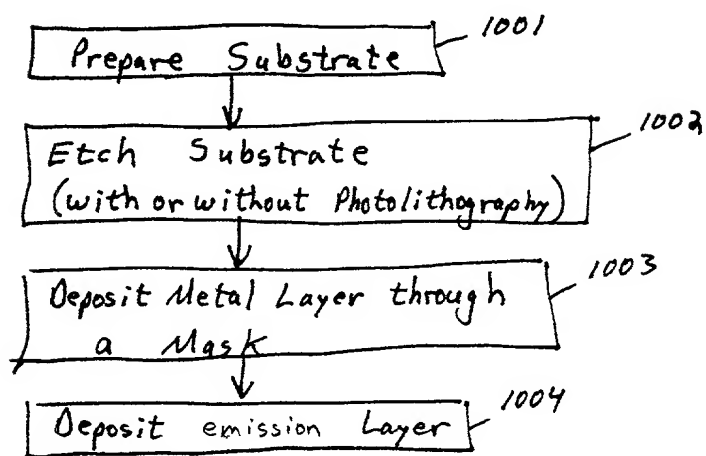 1001
Prepare Substrate
1002
Etch Substrate
(with or without Photolithography)
1003
Deposit Metal Layer through
a Mask
1004
Deposit emission Layer